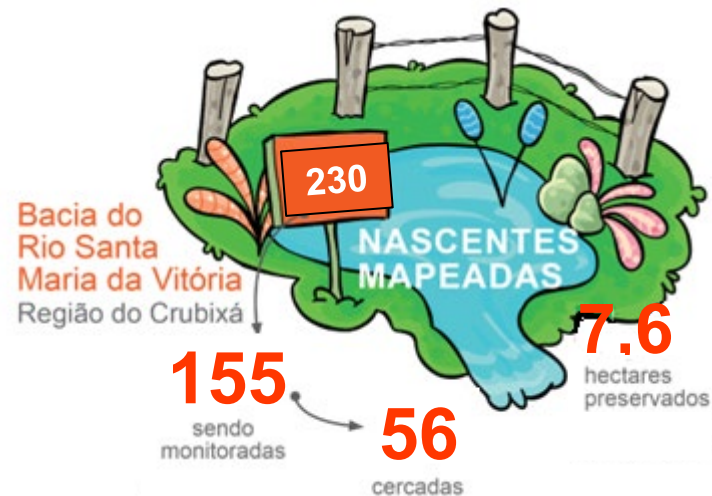 230
NASCENTES
MAPEADAS
Bacia do
Rio Santa
Maria da Vitória
Região do Crubixá
155
sendo
monitoradas
56
cercadas
7.6
hectares
preservados